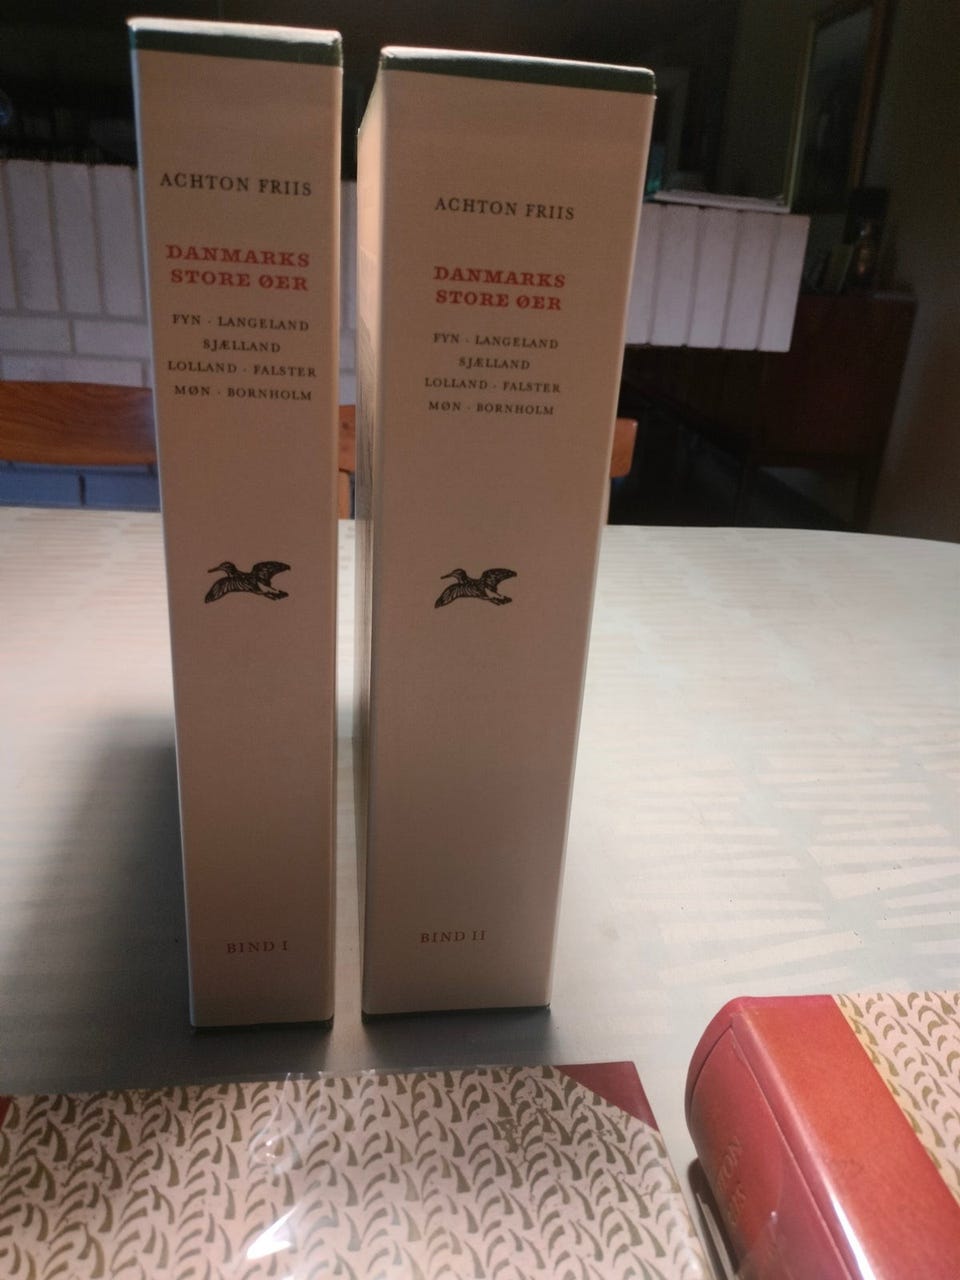 ACHTON FRIIS
DANMARKS
STORE ØER
FYN · LANGELAND
SJÆLLAND
LOLLAND · FALSTER
MØN · BORNHOLM
BIND I
ACHTON FRIIS
DANMARKS
STORE ØER
FYN · LANGELAND
SJÆLLAND
LOLLAND · FALSTER
MØN · BORNHOLM
BIND II